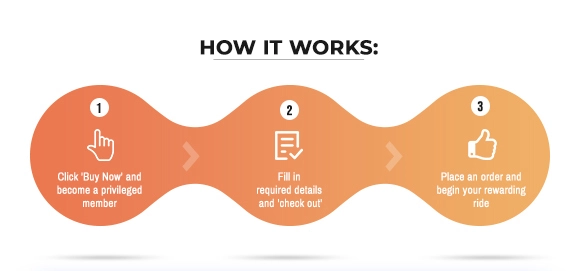 HOW IT WORKS:
1
Click 'Buy Now' and
become a privileged
member
2
Fill in
required details
and 'check out'
3
Place an order and
begin your rewarding
ride